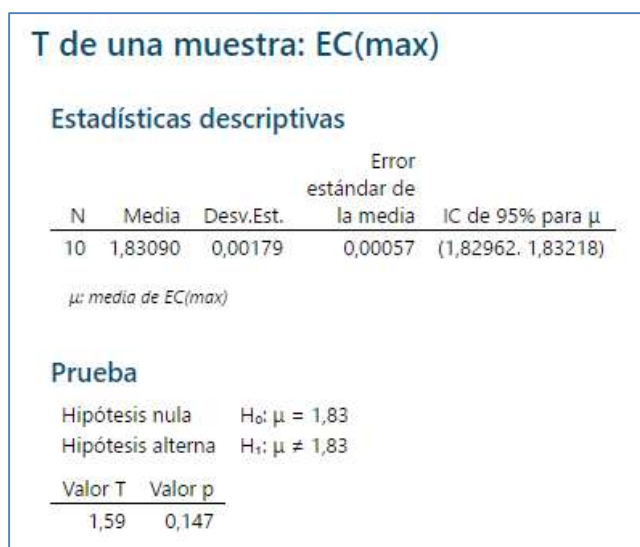 T de una muestra: EC(max)
Estadísticas descriptivas
Error
estándar de
N Media Desv.Est. la media IC de 95% para μ
10 1,83090 0,00179 0,00057 (1,82962. 1,83218)
μ: media de EC(max)
Prueba
Hipótesis nula H₀: μ = 1,83
Hipótesis alterna H₁: μ ≠ 1,83
Valor T Valor p
1,59 0,147